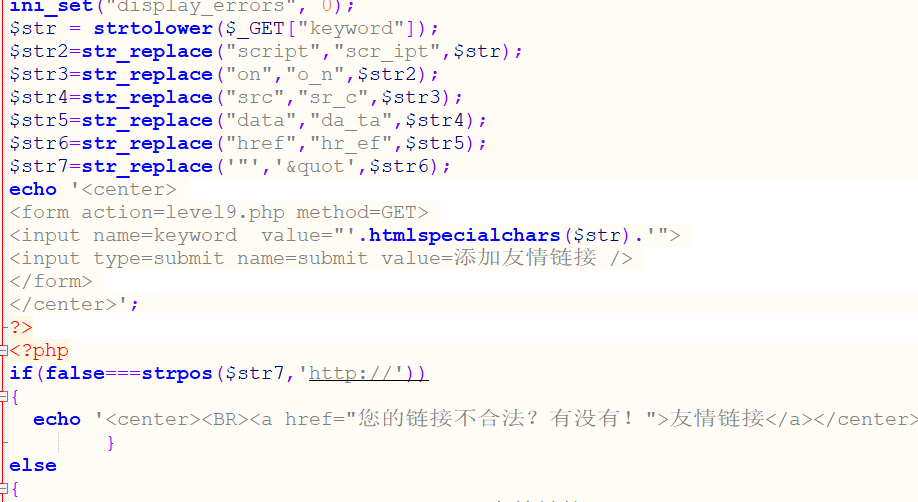 ini_set("display_errors", 0);
$str = strtolower($_GET["keyword"]);
$str2=str_replace("script","scr_ipt",$str);
$str3=str_replace("on","o_n",$str2);
$str4=str_replace("src","sr_c",$str3);
$str5=str_replace("data","da_ta",$str4);
$str6=str_replace("href","hr_ef",$str5);
$str7=str_replace('"','&quot',$str6);
echo '<center>
<form action=level9.php method=GET>
<input name=keyword  value="'.htmlspecialchars($str).'">
<input type=submit name=submit value=添加友情链接 />
</form>
</center>';
?>
<?php
if(false===strpos($str7,'http://'))
{
  echo '<center><BR><a href="您的链接不合法？有没有！">友情链接</a></center>
        }
else
{